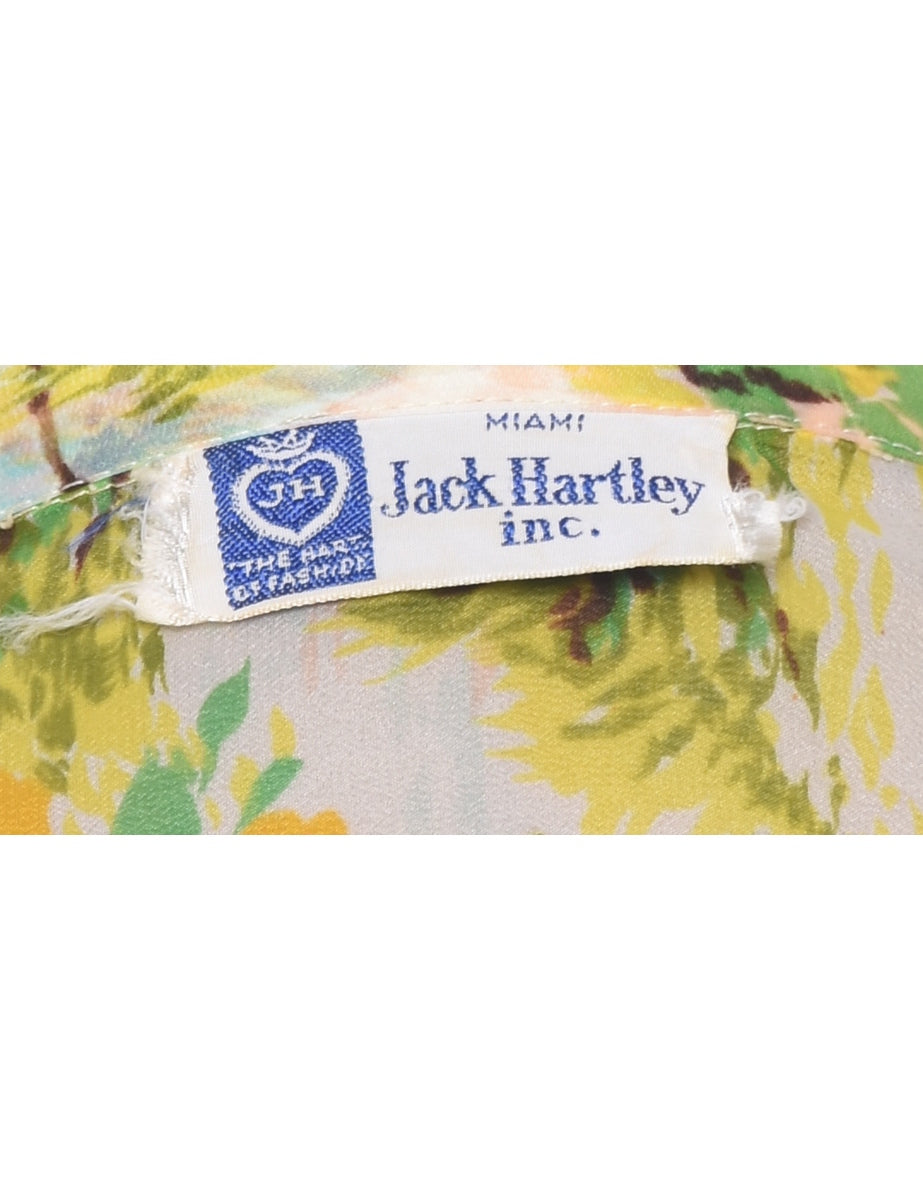 MIAMI
Jack Hartley
inc.
JH
"THE HART
OF FASHION